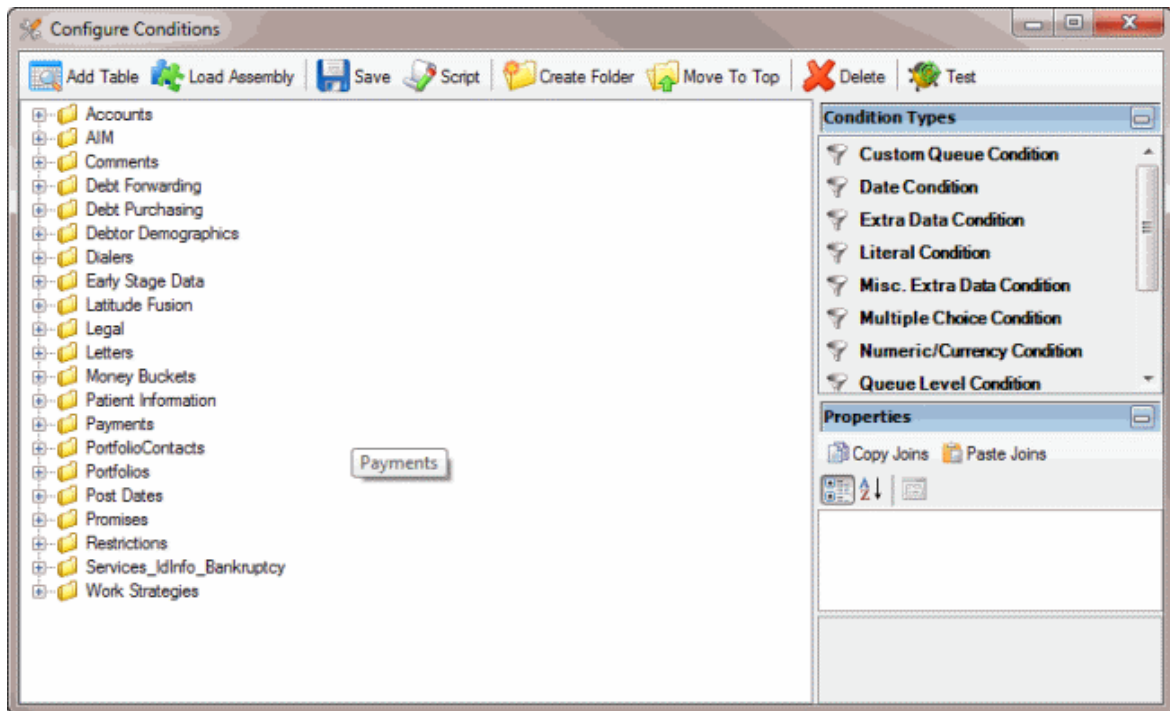 Configure Conditions
Add Table Load Assembly Save Script Create Folder Move To Top Delete Test
Accounts
AIM
Comments
Debt Forwarding
Debt Purchasing
Debtor Demographics
Dialers
Early Stage Data
Latitude Fusion
Legal
Letters
Money Buckets
Patient Information
Payments
PortfolioContacts
Portfolios
Post Dates
Promises
Restrictions
Services_IdInfo_Bankruptcy
Work Strategies
Payments
Condition Types
Custom Queue Condition
Date Condition
Extra Data Condition
Literal Condition
Misc. Extra Data Condition
Multiple Choice Condition
Numeric/Currency Condition
Queue Level Condition
Properties
Copy Joins Paste Joins